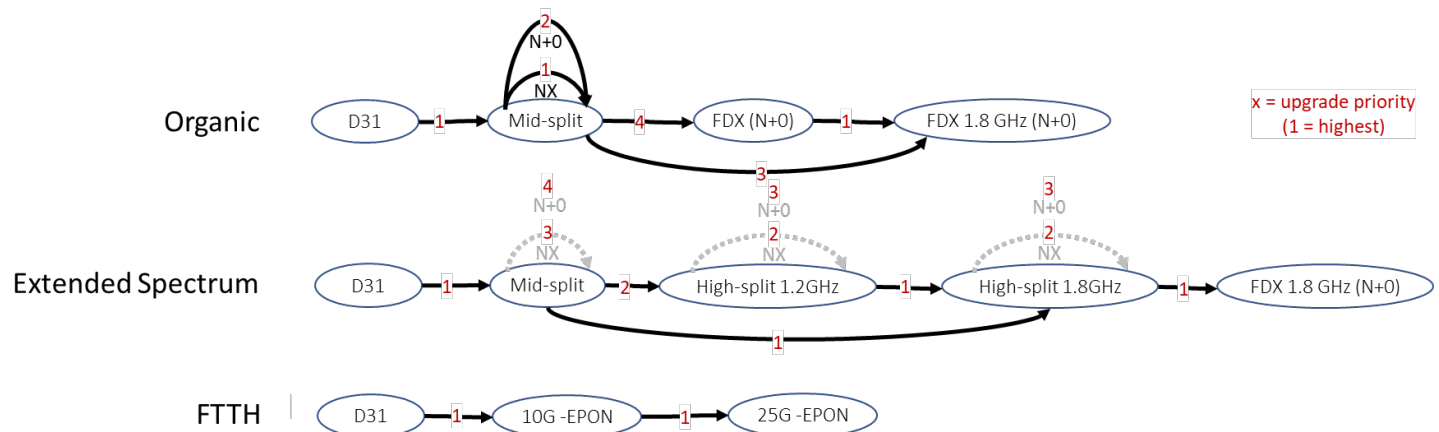 2
N+0
1
NX
Organic
D31
1
Mid-split
4
FDX (N+0)
1
FDX 1.8 GHz (N+0)
x = upgrade priority
(1 = highest)
3
4
N+0
3
NX
3
N+0
2
NX
3
N+0
2
NX
Extended Spectrum
D31
1
Mid-split
2
High-split 1.2GHz
1
High-split 1.8GHz
1
FDX 1.8 GHz (N+0)
1
FTTH
D31
1
10G -EPON
1
25G -EPON